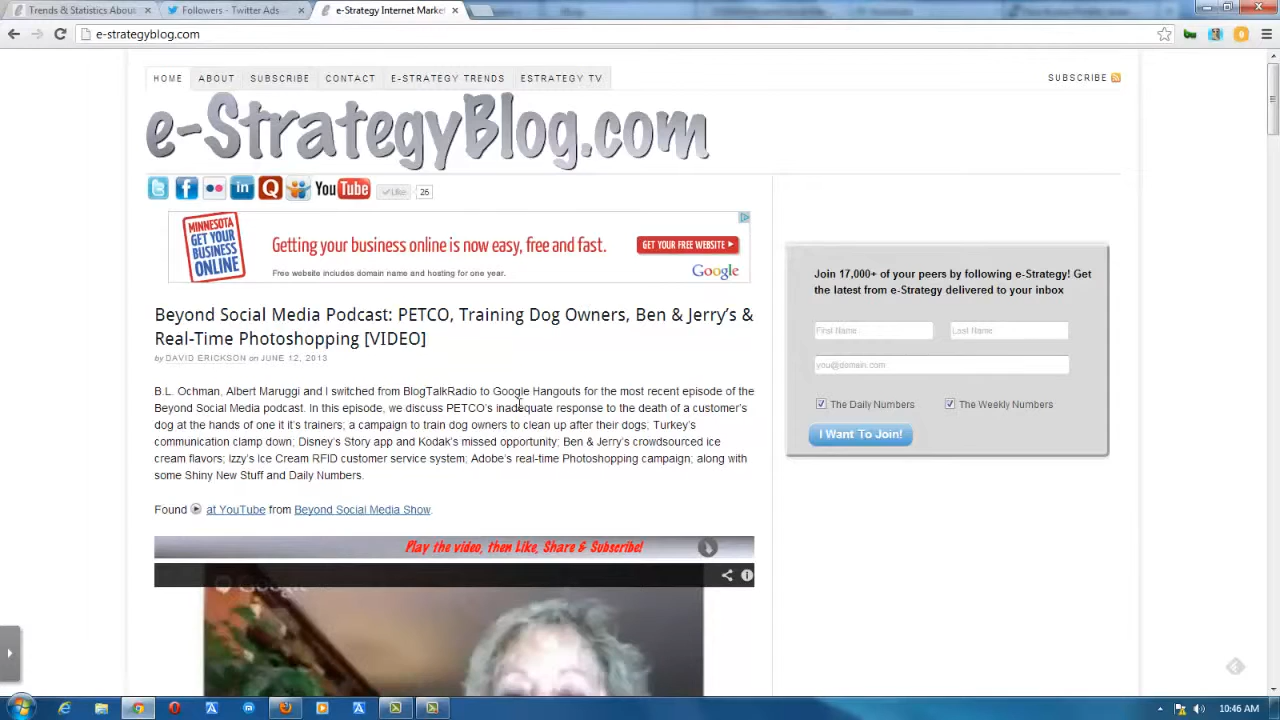 Trends & Statistics About
Followers - Twitter Ads
e-Strategy Internet Marke
e-strategyblog.com
HOME ABOUT SUBSCRIBE CONTACT E-STRATEGY TRENDS ESTRATEGY TV
SUBSCRIBE
e-StrategyBlog.com
in Q YouTube Like 26
MINNESOTA
GET YOUR
BUSINESS
ONLINE
Getting your business online is now easy, free and fast.
Free website includes domain name and hosting for one year.
GET YOUR FREE WEBSITE
Google
Beyond Social Media Podcast: PETCO, Training Dog Owners, Ben & Jerry's &
Real-Time Photoshopping [VIDEO]
by DAVID ERICKSON on JUNE 12, 2013
B.L. Ochman, Albert Maruggi and I switched from BlogTalkRadio to Google Hangouts for the most recent episode of the
Beyond Social Media podcast. In this episode, we discuss PETCO's inadequate response to the death of a customer's
dog at the hands of one it it's trainers; a campaign to train dog owners to clean up after their dogs; Turkey's
communication clamp down; Disney's Story app and Kodak's missed opportunity; Ben & Jerry's crowdsourced ice
cream flavors; Izzy's Ice Cream RFID customer service system; Adobe's real-time Photoshopping campaign; along with
some Shiny New Stuff and Daily Numbers.
Found at YouTube from Beyond Social Media Show.
Play the video, then Like, Share & Subscribe!
Google
Join 17,000+ of your peers by following e-Strategy! Get
the latest from e-Strategy delivered to your inbox
First Name Last Name
you@domain.com
The Daily Numbers The Weekly Numbers
I Want To Join!
10:46 AM